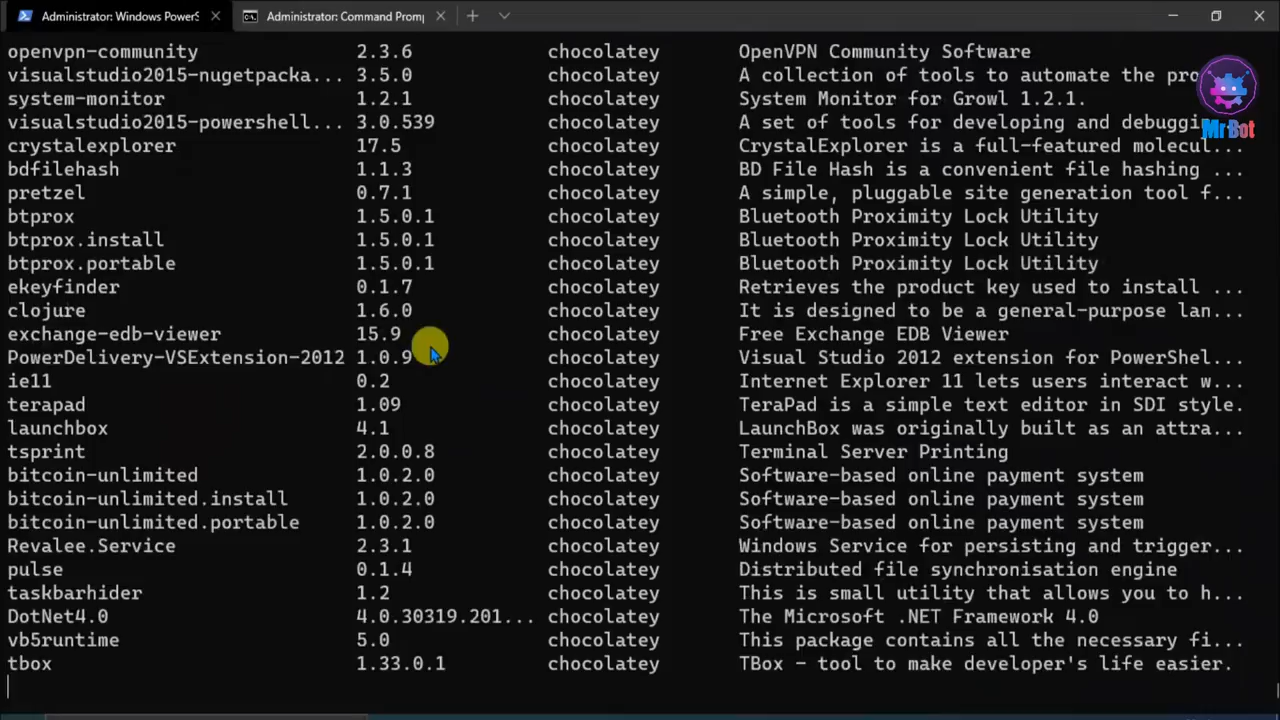 Administrator: Windows PowerS
Administrator: Command Promp
openvpn-community 2.3.6 chocolatey OpenVPN Community Software
visualstudio2015-nugetpacka... 3.5.0 chocolatey A collection of tools to automate the pro
system-monitor 1.2.1 chocolatey System Monitor for Growl 1.2.1.
visualstudio2015-powershell... 3.0.539 chocolatey A set of tools for developing and debuggi
MrBot
crystalexplorer 17.5 chocolatey CrystalExplorer is a full-featured molecul...
bdfilehash 1.1.3 chocolatey BD File Hash is a convenient file hashing ...
pretzel 0.7.1 chocolatey A simple, pluggable site generation tool f...
btprox 1.5.0.1 chocolatey Bluetooth Proximity Lock Utility
btprox.install 1.5.0.1 chocolatey Bluetooth Proximity Lock Utility
btprox.portable 1.5.0.1 chocolatey Bluetooth Proximity Lock Utility
ekeyfinder 0.1.7 chocolatey Retrieves the product key used to install ...
clojure 1.6.0 chocolatey It is designed to be a general-purpose lan...
exchange-edb-viewer 15.9 chocolatey Free Exchange EDB Viewer
PowerDelivery-VSExtension-2012 1.0.9 chocolatey Visual Studio 2012 extension for PowerShel...
ie11 0.2 chocolatey Internet Explorer 11 lets users interact w...
terapad 1.09 chocolatey TeraPad is a simple text editor in SDI style.
launchbox 4.1 chocolatey LaunchBox was originally built as an attra...
tsprint 2.0.0.8 chocolatey Terminal Server Printing
bitcoin-unlimited 1.0.2.0 chocolatey Software-based online payment system
bitcoin-unlimited.install 1.0.2.0 chocolatey Software-based online payment system
bitcoin-unlimited.portable 1.0.2.0 chocolatey Software-based online payment system
Revalee.Service 2.3.1 chocolatey Windows Service for persisting and trigger...
pulse 0.1.4 chocolatey Distributed file synchronisation engine
taskbarhider 1.2 chocolatey This is small utility that allows you to h...
DotNet4.0 4.0.30319.201... chocolatey The Microsoft .NET Framework 4.0
vb5runtime 5.0 chocolatey This package contains all the necessary fi...
tbox 1.33.0.1 chocolatey TBox - tool to make developer's life easier.